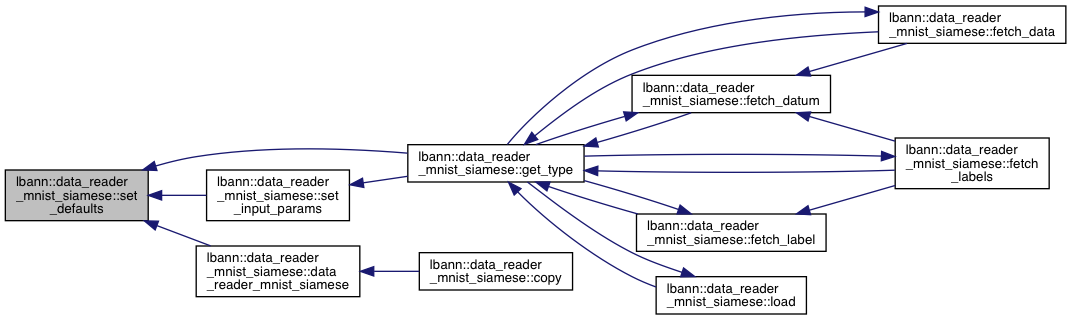 lbann::data_reader
_mnist_siamese::set
_defaults
lbann::data_reader
_mnist_siamese::set
_input_params
lbann::data_reader
_mnist_siamese::data
_reader_mnist_siamese
lbann::data_reader
_mnist_siamese::get_type
lbann::data_reader
_mnist_siamese::copy
lbann::data_reader
_mnist_siamese::fetch_data
lbann::data_reader
_mnist_siamese::fetch_datum
lbann::data_reader
_mnist_siamese::fetch
_labels
lbann::data_reader
_mnist_siamese::fetch_label
lbann::data_reader
_mnist_siamese::load